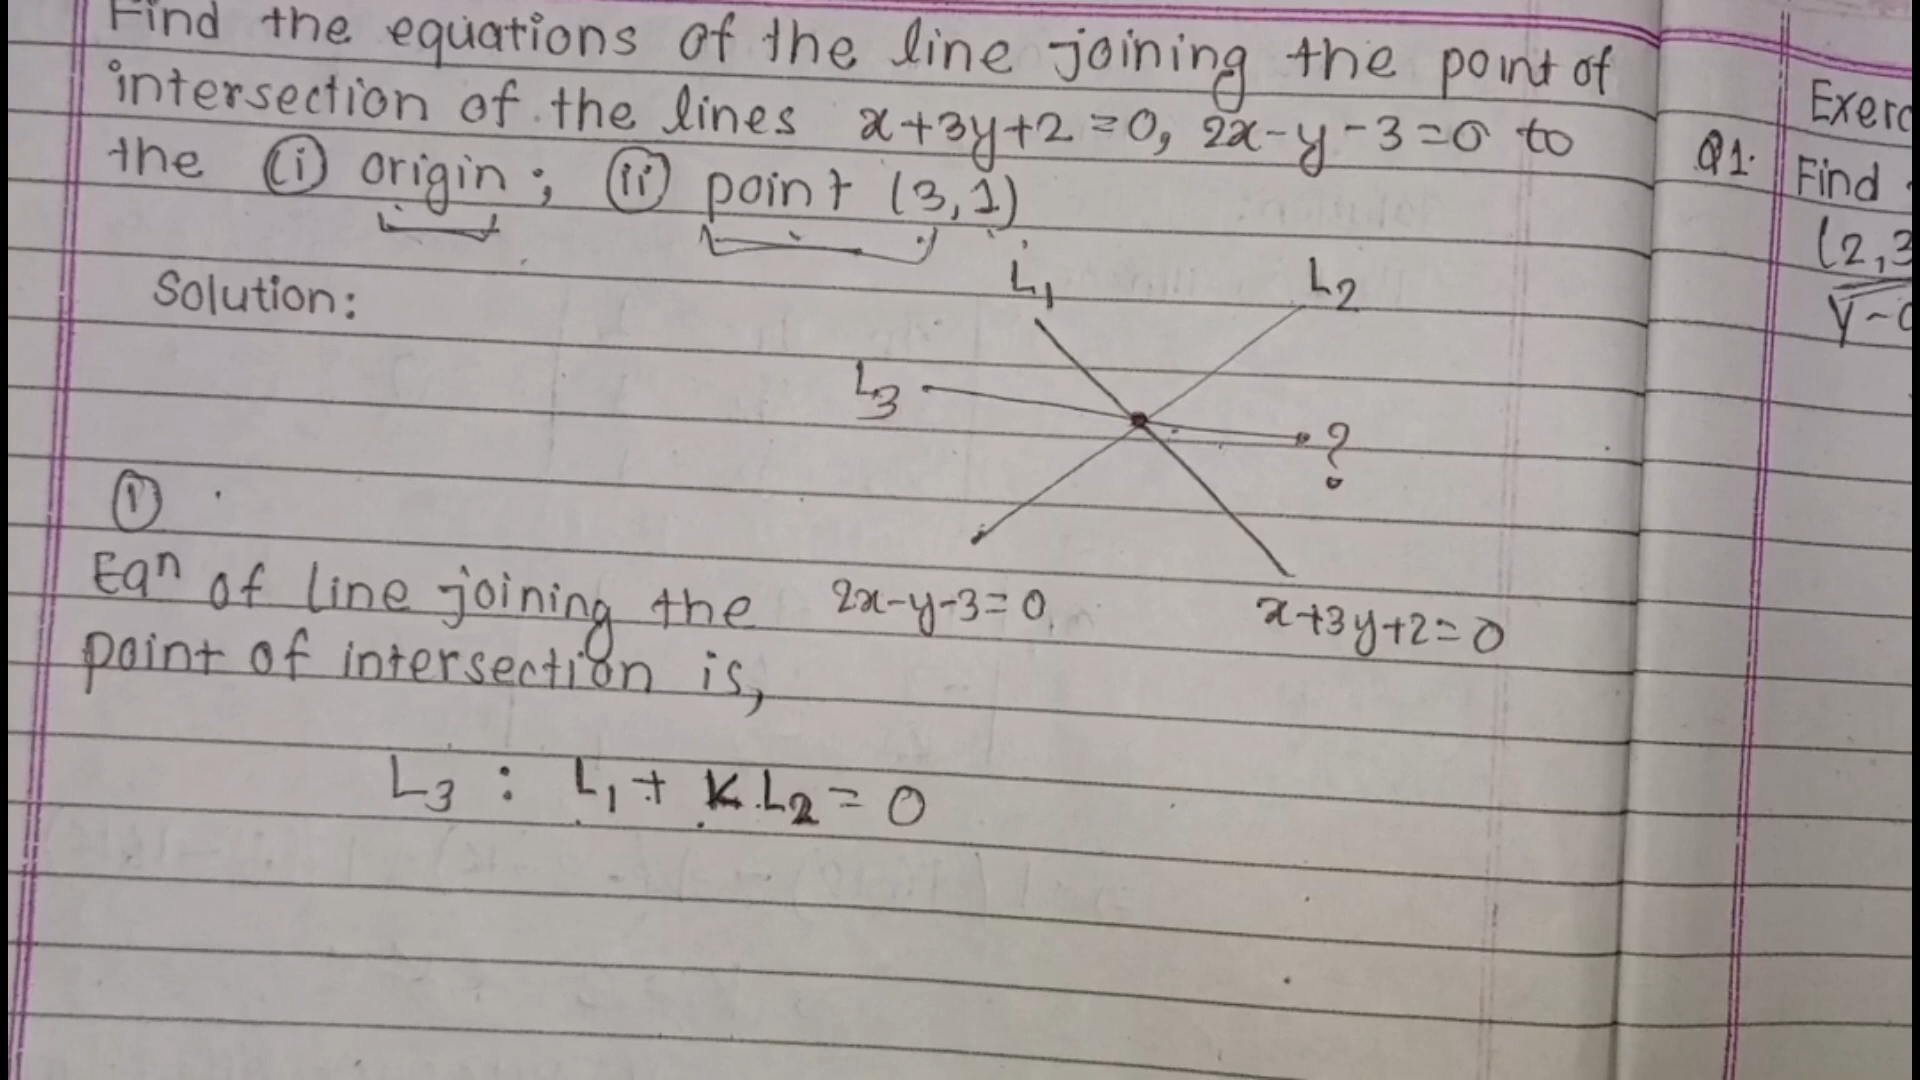 Find the equations of the line joining the point of
intersection of the lines x+3y+2=0, 2x-y-3=0 to
the (i) origin; (ii) point (3,1)
Solution:
L1
L2
L3
?
2x-y-3=0
x+3y+2=0
(i)
Eqn of line joining the
point of intersection is,
L3 : L1 + K.L2 = 0
Q1.
Find
(2,3